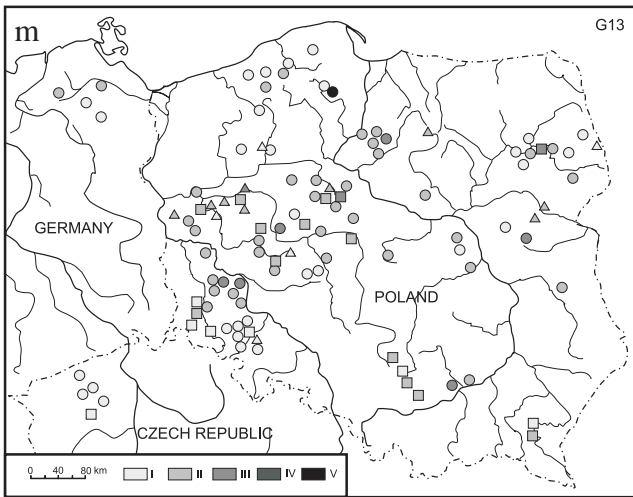 m
G13
GERMANY
POLAND
CZECH REPUBLIC
0 40 80 km I II III IV V